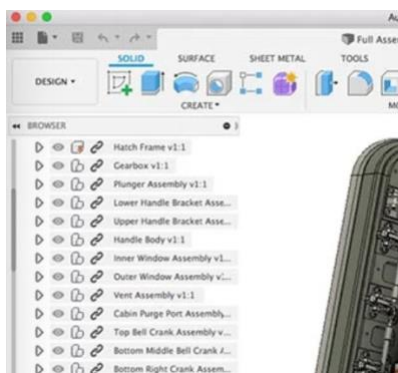 Au
Full Asse
SOLID SURFACE SHEET METAL TOOLS
DESIGN
CREATE
MO
BROWSER
Hatch Frame v1:1
Gearbox v1:1
Plunger Assembly v1:1
Lower Handle Bracket Asse...
Upper Handle Bracket Asse...
Handle Body v1:1
Inner Window Assembly v1...
Outer Window Assembly v:...
Vent Assembly v1:1
Cabin Purge Port Assembly...
Top Bell Crank Assembly v...
Bottom Middle Bell Crank A...
Bottom Right Crank Assem...